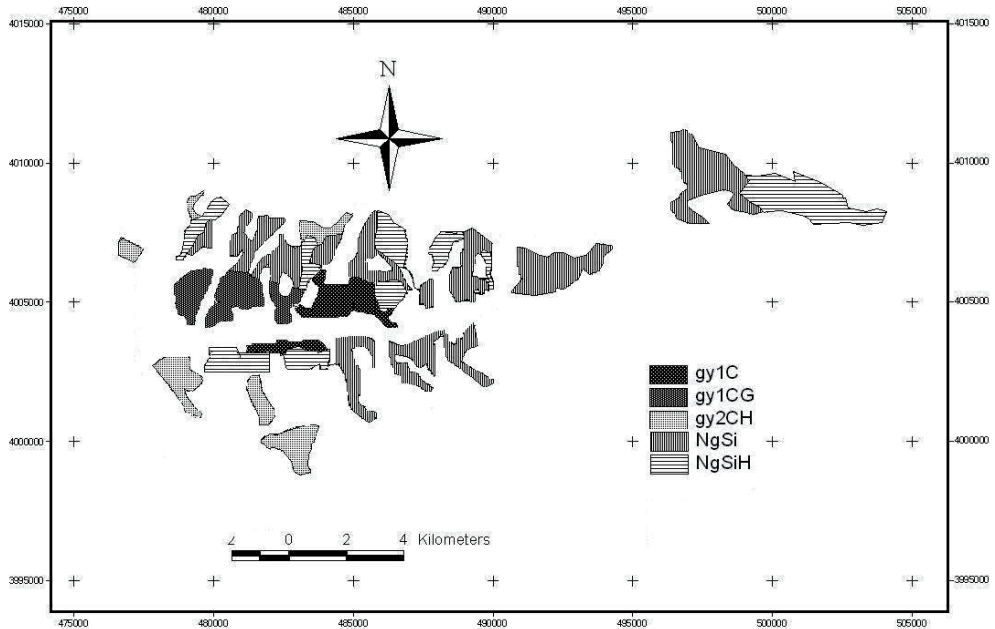 475000 480000 485000 490000 495000 500000 505000
4015000 4015000
N
4010000 4010000
4005000 4005000
gy1C
gy1CG
gy2CH
4000000 NgSi 4000000
NgSiH
2 0 2 4 Kilometers
3995000 3995000
475000 480000 485000 490000 495000 500000 505000